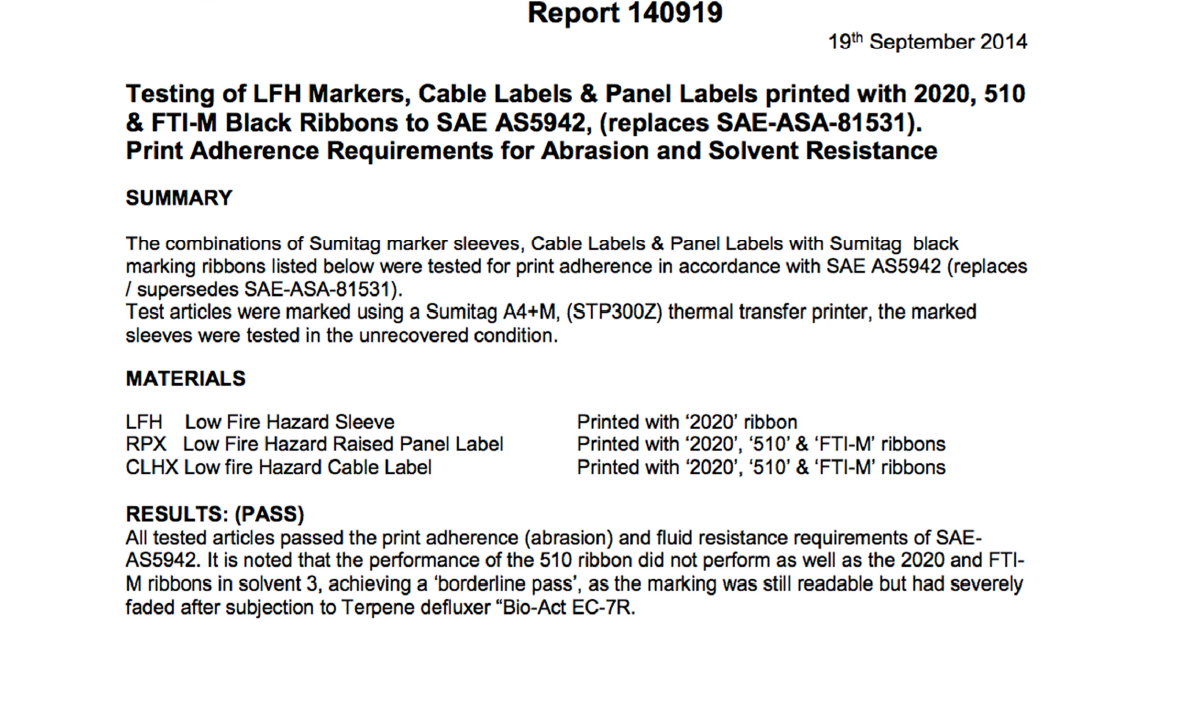 Report 140919
19th September 2014
Testing of LFH Markers, Cable Labels & Panel Labels printed with 2020, 510
& FTI-M Black Ribbons to SAE AS5942, (replaces SAE-ASA-81531).
Print Adherence Requirements for Abrasion and Solvent Resistance
SUMMARY
The combinations of Sumitag marker sleeves, Cable Labels & Panel Labels with Sumitag black
marking ribbons listed below were tested for print adherence in accordance with SAE AS5942 (replaces
/ supersedes SAE-ASA-81531).
Test articles were marked using a Sumitag A4+M, (STP300Z) thermal transfer printer, the marked
sleeves were tested in the unrecovered condition.
MATERIALS
LFH Low Fire Hazard Sleeve Printed with ‘2020’ ribbon
RPX Low Fire Hazard Raised Panel Label Printed with ‘2020’, ‘510’ & ‘FTI-M’ ribbons
CLHX Low fire Hazard Cable Label Printed with ‘2020’, ‘510’ & ‘FTI-M’ ribbons
RESULTS: (PASS)
All tested articles passed the print adherence (abrasion) and fluid resistance requirements of SAE-
AS5942. It is noted that the performance of the 510 ribbon did not perform as well as the 2020 and FTI-
M ribbons in solvent 3, achieving a ‘borderline pass’, as the marking was still readable but had severely
faded after subjection to Terpene defluxer “Bio-Act EC-7R.